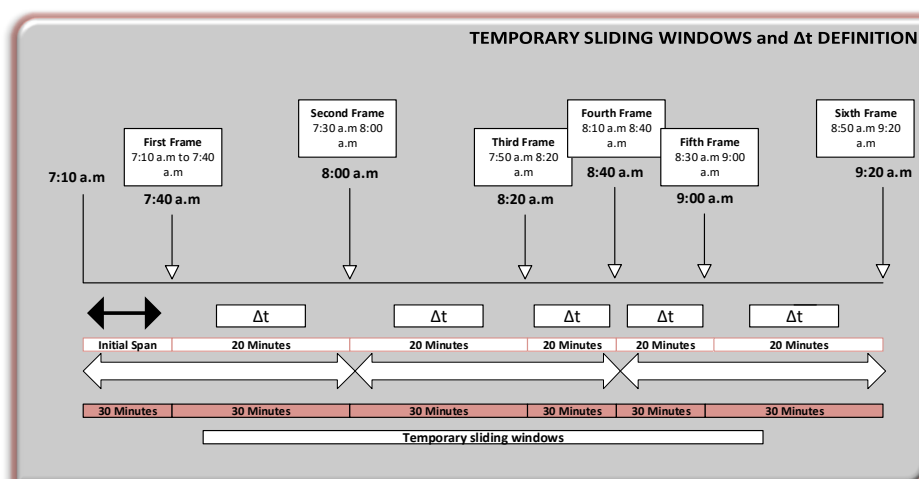 TEMPORARY SLIDING WINDOWS and Δt DEFINITION
Second Frame
7:30 a.m 8:00
a.m
Fourth Frame
8:10 a.m 8:40
a.m
Sixth Frame
8:50 a.m 9:20
a.m
First Frame
7:10 a.m to 7:40
a.m
Third Frame
7:50 a.m 8:20
a.m
Fifth Frame
8:30 a.m 9:00
a.m
7:10 a.m
8:00 a.m
8:40 a.m
9:20 a.m
7:40 a.m
8:20 a.m
9:00 a.m
Δt Δt Δt Δt Δt
Initial Span 20 Minutes 20 Minutes 20 Minutes 20 Minutes 20 Minutes
30 Minutes 30 Minutes 30 Minutes 30 Minutes 30 Minutes 30 Minutes
Temporary sliding windows